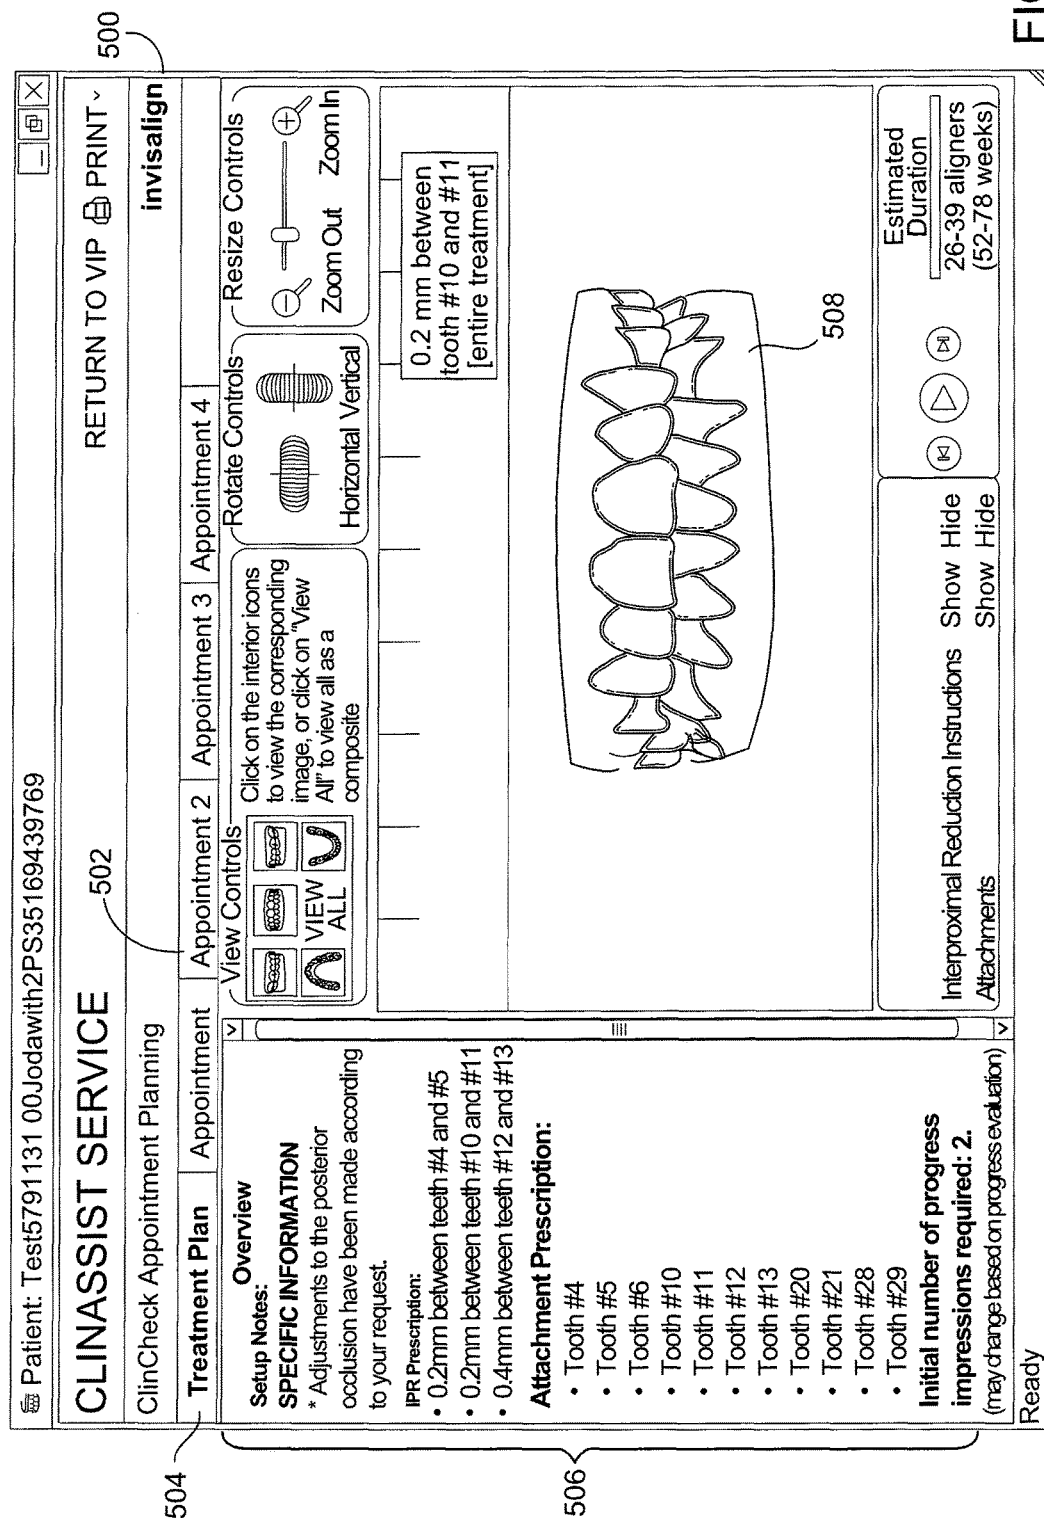 Patient: Test5791131 00Jodawith2PS35169439769
CLINASSIST SERVICE
RETURN TO VIP PRINT
500
502
ClinCheck Appointment Planning
invisalign
504
Treatment Plan
Appointment
Appointment 2
Appointment 3
Appointment 4
506
Overview
Setup Notes:
SPECIFIC INFORMATION
* Adjustments to the posterior
occlusion have been made according
to your request.
IPR Prescription:
• 0.2mm between teeth #4 and #5
• 0.2mm between teeth #10 and #11
• 0.4mm between teeth #12 and #13
Attachment Prescription:
• Tooth #4
• Tooth #5
• Tooth #6
• Tooth #10
• Tooth #11
• Tooth #12
• Tooth #13
• Tooth #20
• Tooth #21
• Tooth #28
• Tooth #29
Initial number of progress
impressions required: 2.
(may change based on progress evaluation)
View Controls
VIEW
ALL
Click on the interior icons
to view the corresponding
image, or click on "View
All" to view all as a
composite
Rotate Controls
Horizontal
Vertical
Resize Controls
Zoom Out
Zoom In
0.2 mm between
tooth #10 and #11
[entire treatment]
508
Interproximal Reduction Instructions Show Hide
Attachments Show Hide
Estimated
Duration
26-39 aligners
(52-78 weeks)
Ready